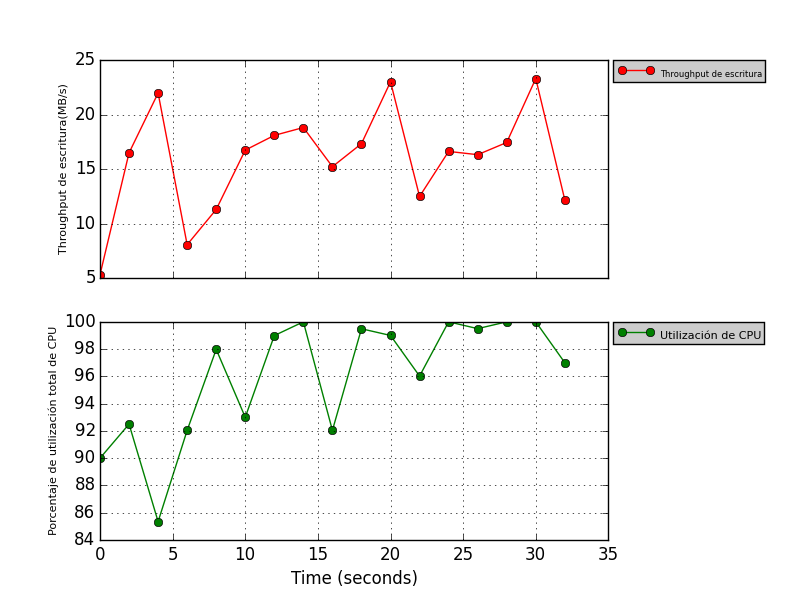 25
20
15
10
5
Throughput de escritura(MB/s)
Throughput de escritura
100
98
96
94
92
90
88
86
84
Porcentaje de utilización total de CPU
Utilización de CPU
0 5 10 15 20 25 30 35
Time (seconds)